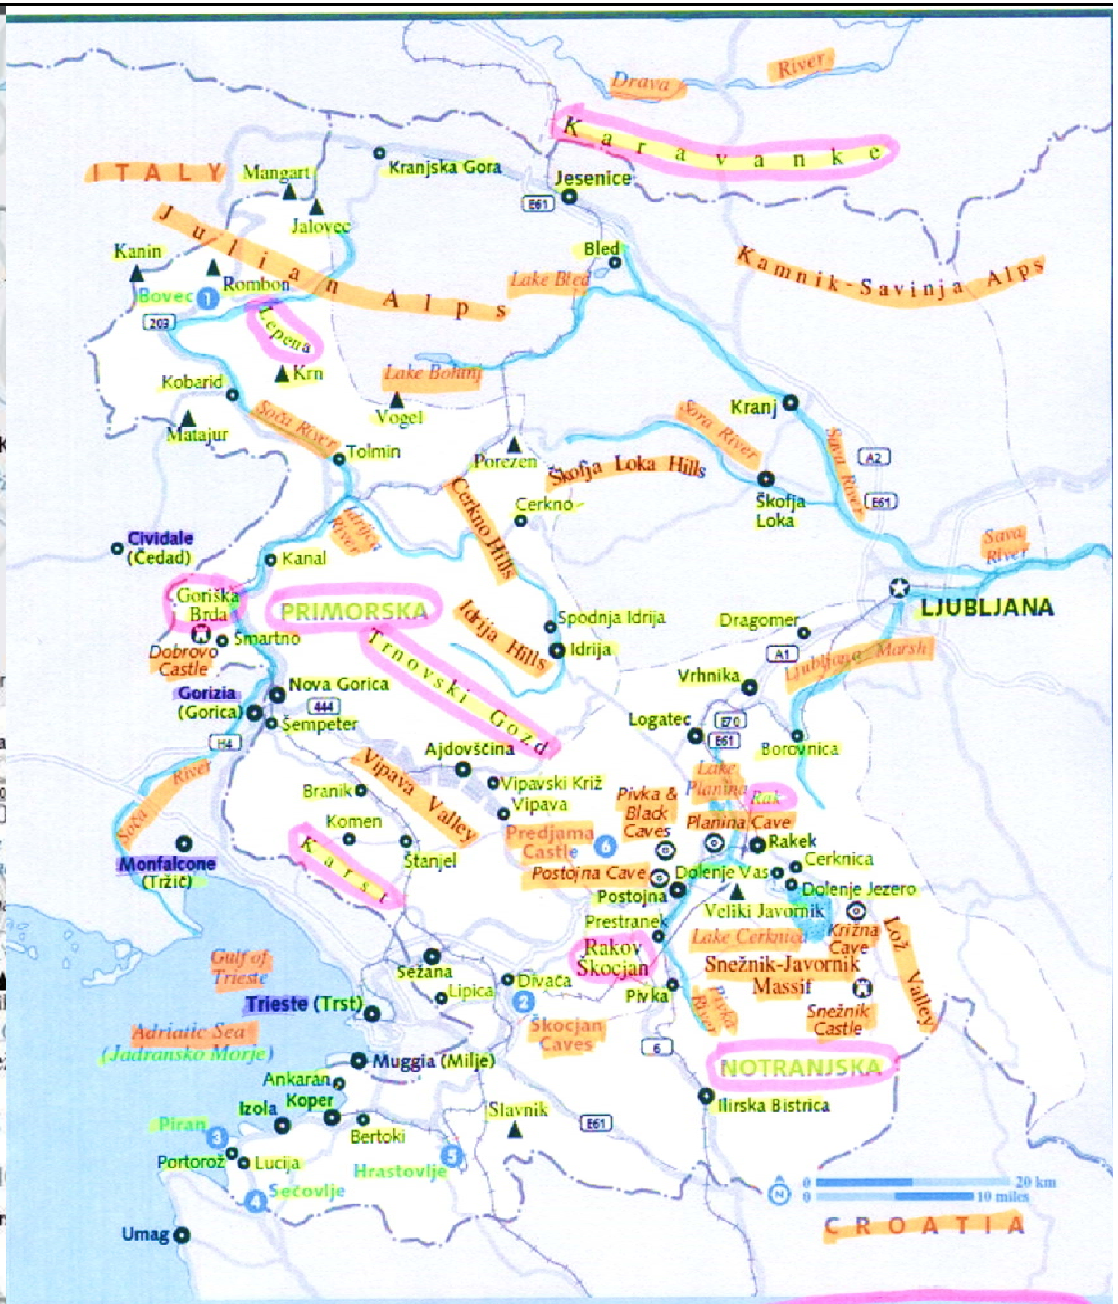 Drava
River
Karavanke
ITALY
Mangart
Kranjska Gora
Jesenice
E61
Jalovec
Julian Alps
Kanin
Bled
Kamnik-Savinja Alps
Rombon
Lake Bled
Bovec 1
203
Lepena
Krn
Lake Bohinj
Kobarid
Vogel
Kranj
Soča River
Sora River
Matajur
Tolmin
Porezen
Škofja Loka Hills
Sava River
A2
Škofja
Loka
E61
Cerkno
Cerkno Hills
Idrijca
River
Cividale
(Čedad)
Kanal
Sava
River
Goriška
Brda
PRIMORSKA
LJUBLJANA
Idrija Hills
Spodnja Idrija
Dragomer
Šmartno
Dobrovo
Castle
Trnovski Gozd
Idrija
A1
Ljubljana Marsh
Vrhnika
Gorizia
(Gorica)
Nova Gorica
444
Šempeter
Logatec
E70
E61
H4
Borovnica
Ajdovščina
Vipava Valley
Soča River
Branik
Vipavski Križ
Vipava
Lake
Planina
Rak
Pivka &
Black
Caves
Komen
Karst
Štanjel
Predjama
Castle 6
Planina Cave
Rakek
Monfalcone
(Tržič)
Cerknica
Postojna Cave
Dolenje Vas
Postojna
Dolenje Jezero
Veliki Javornik
Prestranek
Križna
Cave
Lož Valley
Lake Cerknica
Rakov
Škocjan
Gulf of
Trieste
Sežana
Snežnik-Javornik
Massif
Divača
Lipica
2
Pivka
Trieste (Trst)
Pivka
River
Snežnik
Castle
Adriatic Sea
(Jadransko Morje)
Škocjan
Caves
6
Muggia (Milje)
NOTRANJSKA
Ankaran
Koper
Izola
Ilirska Bistrica
Slavnik
Piran
3
Bertoki
E61
Portorož
Lucija
Hrastovlje
5
4
Sečovlje
N
0
20 km
0
10 miles
CROATIA
Umag